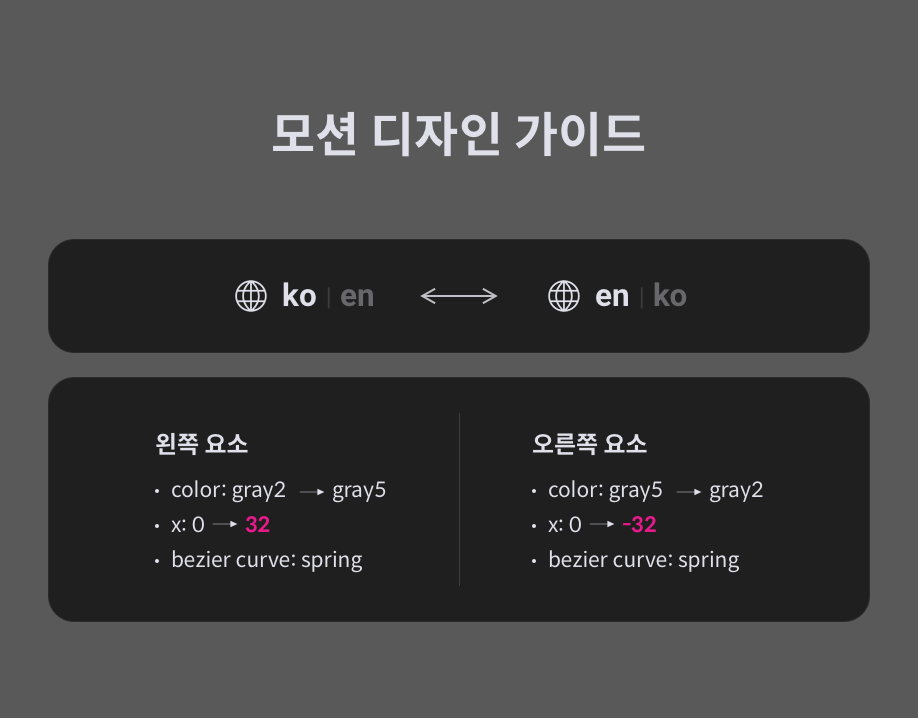 모션 디자인 가이드
ko | en ↔ en | ko
왼쪽 요소
• color: gray2 → gray5
• x: 0 → 32
• bezier curve: spring
오른쪽 요소
• color: gray5 → gray2
• x: 0 → -32
• bezier curve: spring